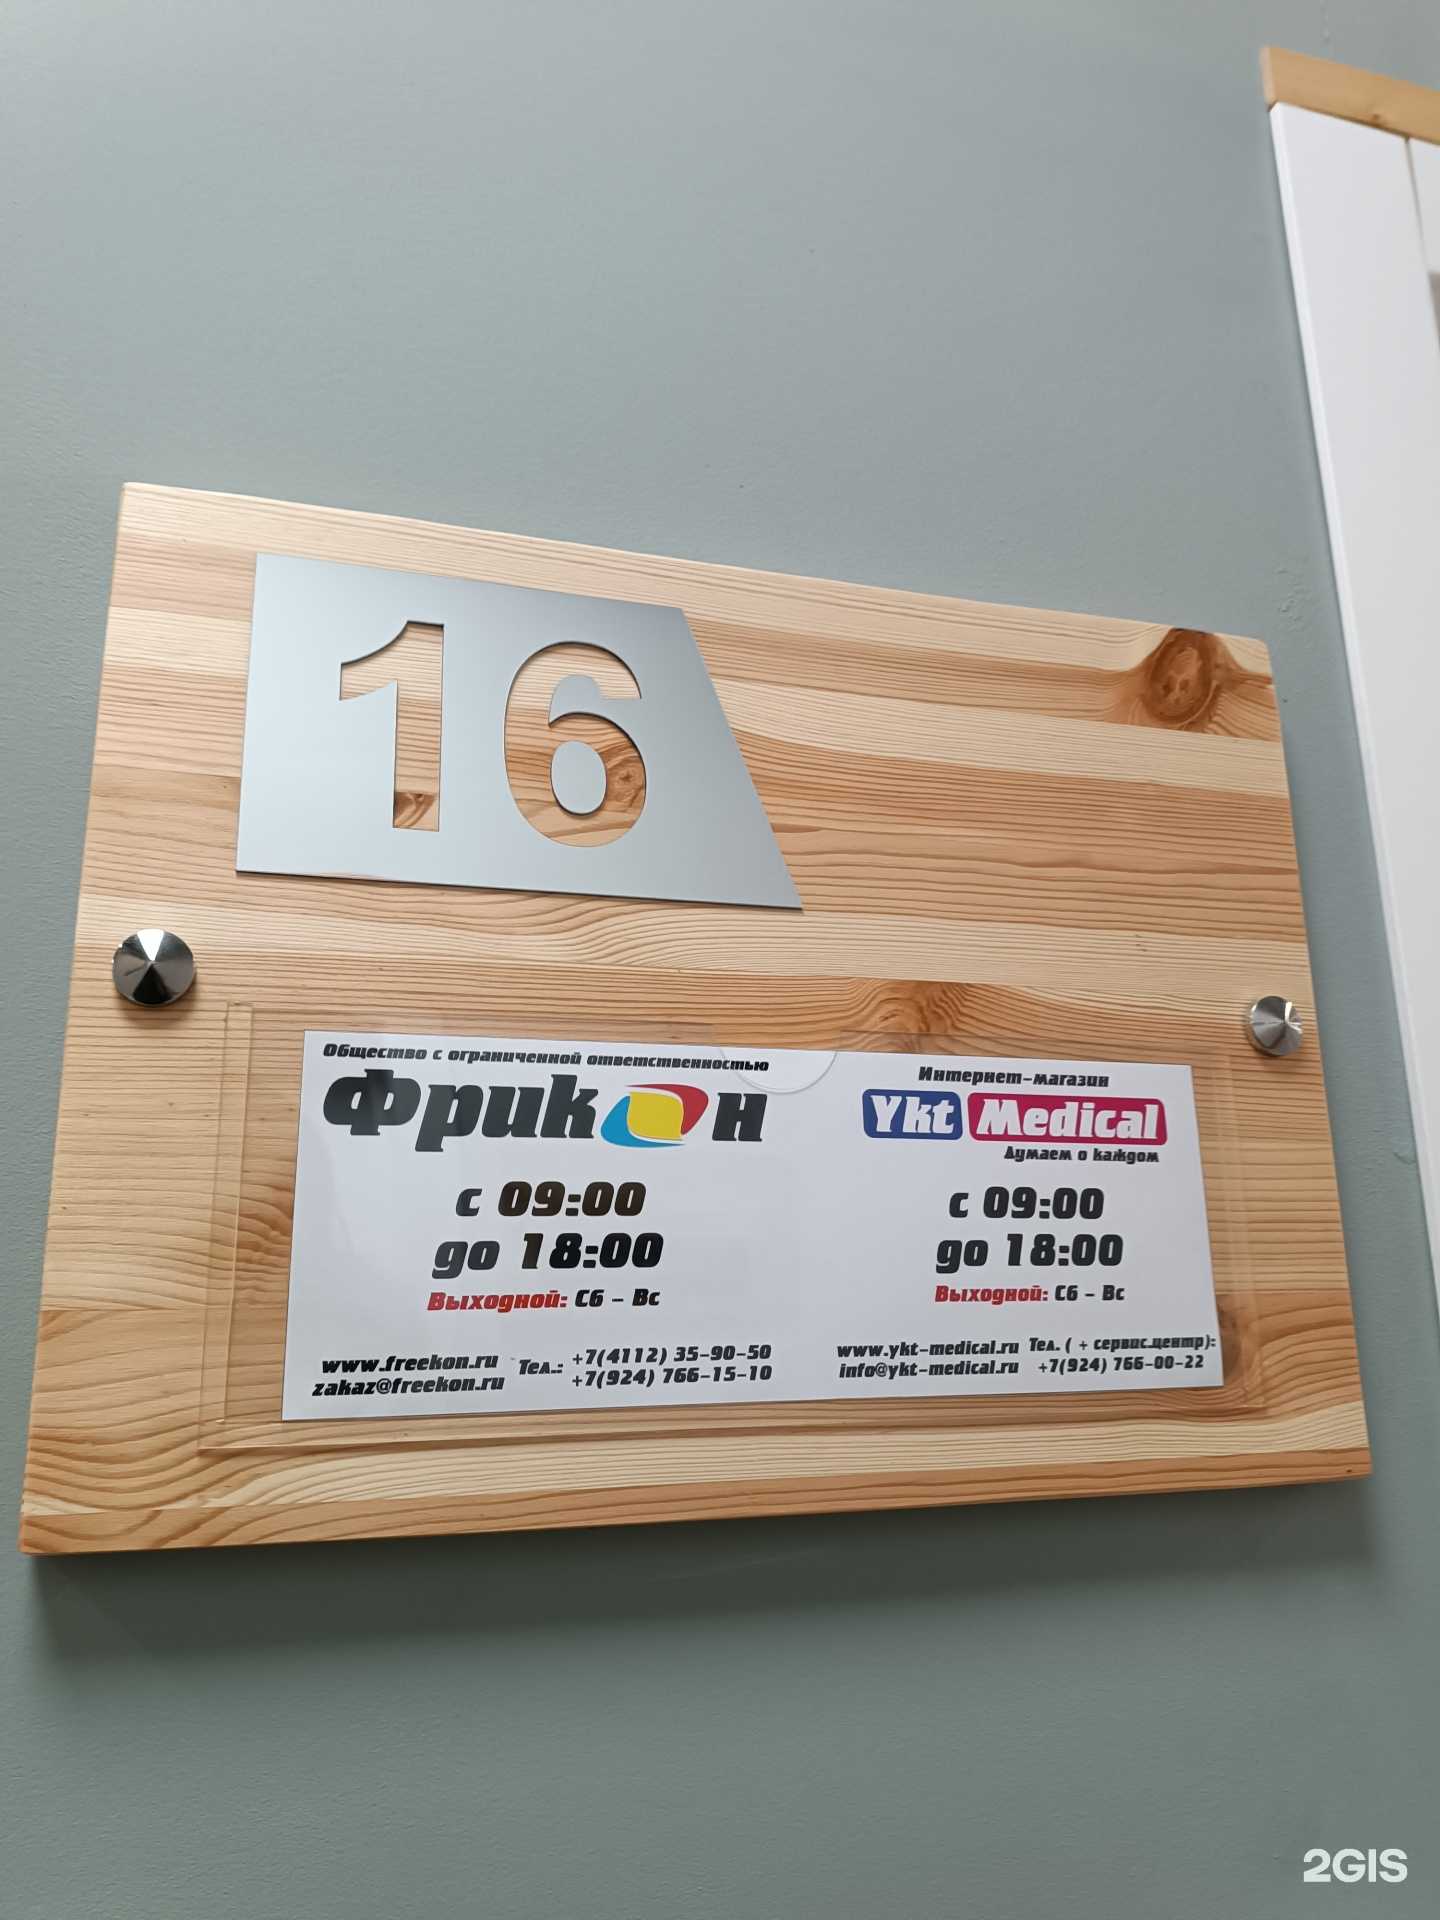 16
Общество с ограниченной ответственностью
Фрикон
с 09:00
до 18:00
Выходной: Сб - Вс
www.freekon.ru
zakaz@freekon.ru
Тел.: +7(4112) 35-90-50
+7(924) 766-15-10
Интернет-магазин
Ykt Medical
Думаем о каждом
с 09:00
до 18:00
Выходной: Сб - Вс
www.ykt-medical.ru
info@ykt-medical.ru
Тел. ( + сервис.центр):
+7(924) 766-00-22
2GIS